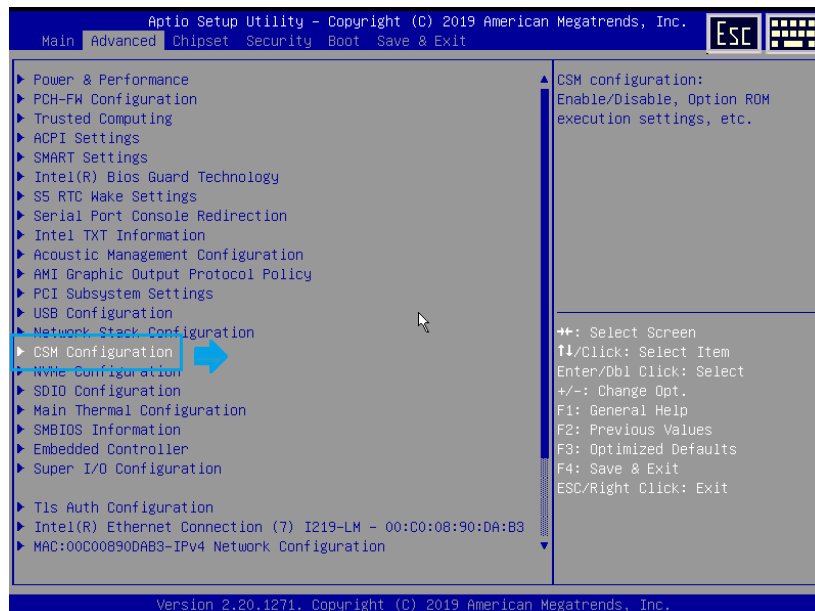 Aptio Setup Utility – Copyright (C) 2019 American Megatrends, Inc.
Main Advanced Chipset Security Boot Save & Exit
Esc
Power & Performance
PCH-FW Configuration
Trusted Computing
ACPI Settings
SMART Settings
Intel(R) Bios Guard Technology
S5 RTC Wake Settings
Serial Port Console Redirection
Intel TXT Information
Acoustic Management Configuration
AMI Graphic Output Protocol Policy
PCI Subsystem Settings
USB Configuration
Network Stack Configuration
CSM Configuration
NVMe Configuration
SDIO Configuration
Main Thermal Configuration
SMBIOS Information
Embedded Controller
Super I/O Configuration
Tls Auth Configuration
Intel(R) Ethernet Connection (7) I219-LM – 00:C0:08:90:DA:B3
MAC:00C00890DAB3-IPv4 Network Configuration
CSM configuration:
Enable/Disable, Option ROM
execution settings, etc.
→←: Select Screen
↑↓/Click: Select Item
Enter/Dbl Click: Select
+/-: Change Opt.
F1: General Help
F2: Previous Values
F3: Optimized Defaults
F4: Save & Exit
ESC/Right Click: Exit
Version 2.20.1271. Copyright (C) 2019 American Megatrends, Inc.